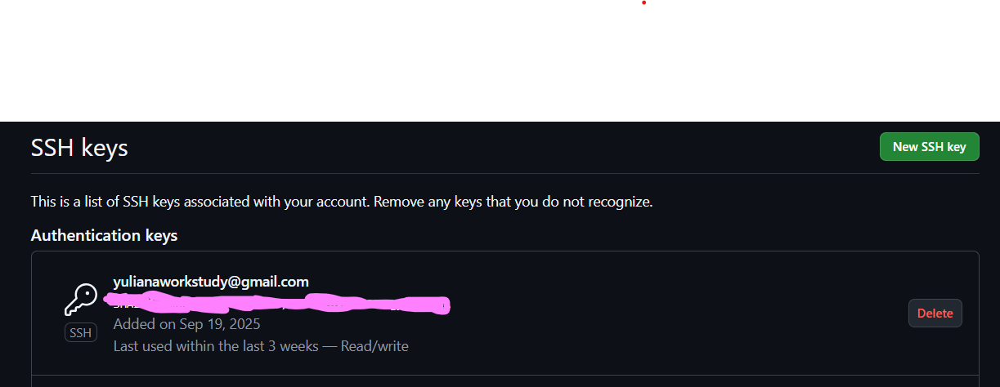 SSH keys
New SSH key
This is a list of SSH keys associated with your account. Remove any keys that you do not recognize.
Authentication keys
yulianaworkstudy@gmail.com
SSH
Added on Sep 19, 2025
Last used within the last 3 weeks — Read/write
Delete